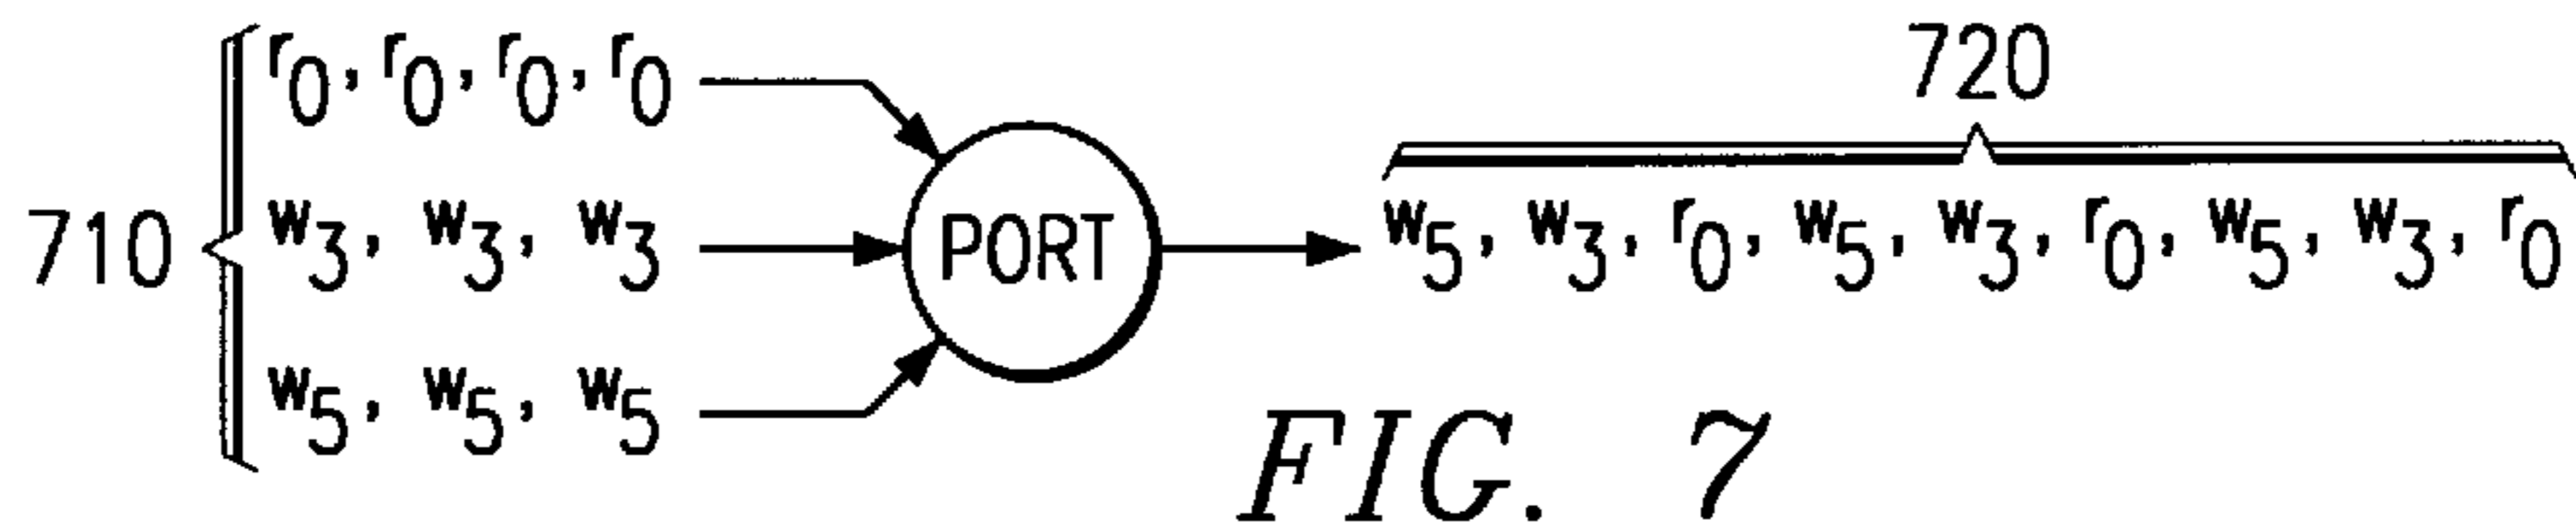 r0, r0, r0, r0
720
710
w3, w3, w3
PORT
w5, w3, r0, w5, w3, r0, w5, w3, r0
w5, w5, w5
FIG. 7